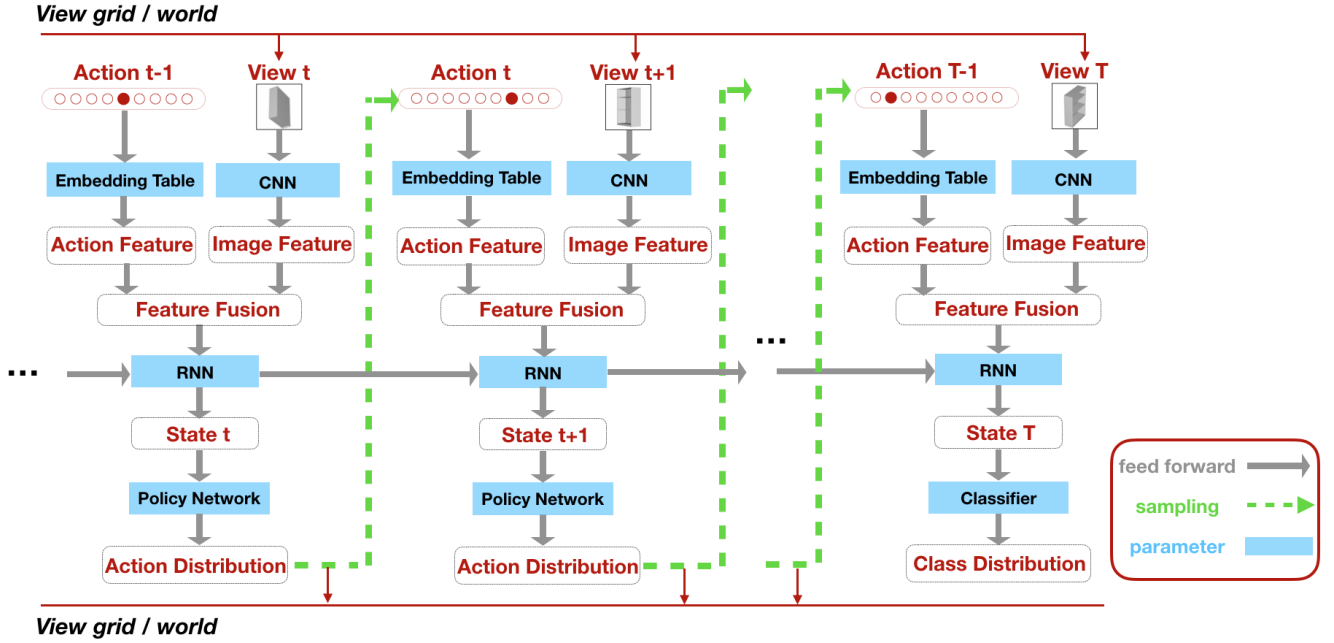 View grid / world
Action t-1 View t Action t View t+1 Action T-1 View T
Embedding Table CNN Embedding Table CNN Embedding Table CNN
Action Feature Image Feature Action Feature Image Feature Action Feature Image Feature
Feature Fusion Feature Fusion Feature Fusion
... RNN RNN ... RNN
State t State t+1 State T
Policy Network Policy Network Classifier
Action Distribution Action Distribution Class Distribution
feed forward
sampling
parameter
View grid / world